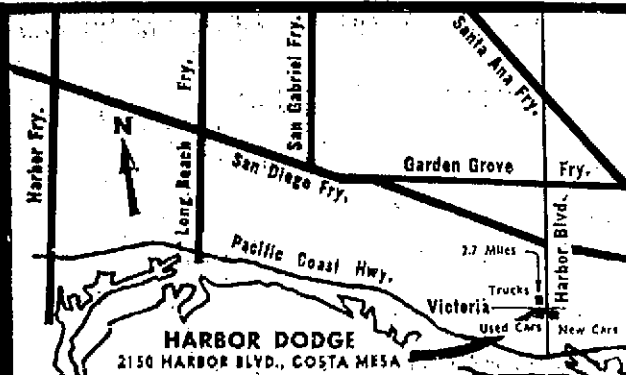 Harbor Fry.
N
Long Beach Fry.
San Gabriel Fry.
Santa Ana Fry.
San Diego Fry.
Garden Grove Fry.
Pacific Coast Hwy.
Harbor Blvd.
2.7 Miles
Trucks
Victoria
Used Cars New Cars
HARBOR DODGE
2150 HARBOR BLVD., COSTA MESA